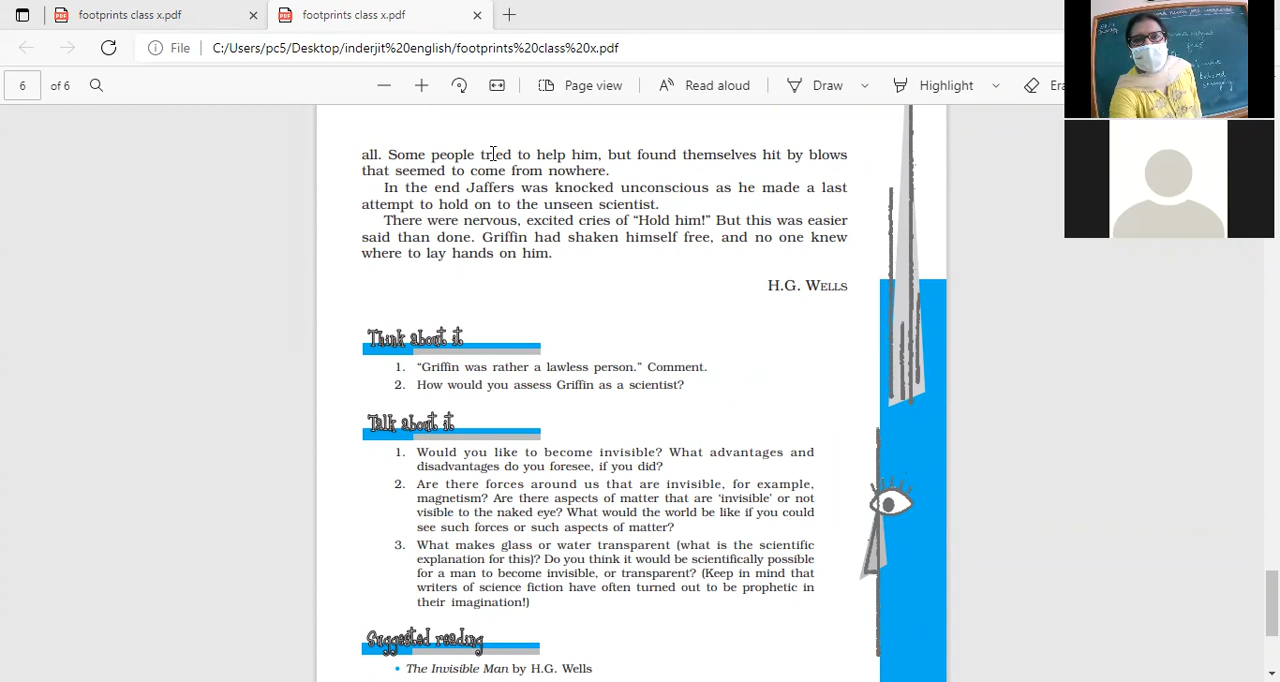 footprints class x.pdf
footprints class x.pdf
File
C:/Users/pc5/Desktop/inderjit%20english/footprints%20class%20x.pdf
6 of 6
Page view
Read aloud
Draw
Highlight
Era
all. Some people tried to help him, but found themselves hit by blows
that seemed to come from nowhere.
In the end Jaffers was knocked unconscious as he made a last
attempt to hold on to the unseen scientist.
There were nervous, excited cries of “Hold him!” But this was easier
said than done. Griffin had shaken himself free, and no one knew
where to lay hands on him.
H.G. WELLS
Think about it
1. “Griffin was rather a lawless person.” Comment.
2. How would you assess Griffin as a scientist?
Talk about it
1. Would you like to become invisible? What advantages and
disadvantages do you foresee, if you did?
2. Are there forces around us that are invisible, for example,
magnetism? Are there aspects of matter that are ‘invisible’ or not
visible to the naked eye? What would the world be like if you could
see such forces or such aspects of matter?
3. What makes glass or water transparent (what is the scientific
explanation for this)? Do you think it would be scientifically possible
for a man to become invisible, or transparent? (Keep in mind that
writers of science fiction have often turned out to be prophetic in
their imagination!)
Suggested reading
• The Invisible Man by H.G. Wells